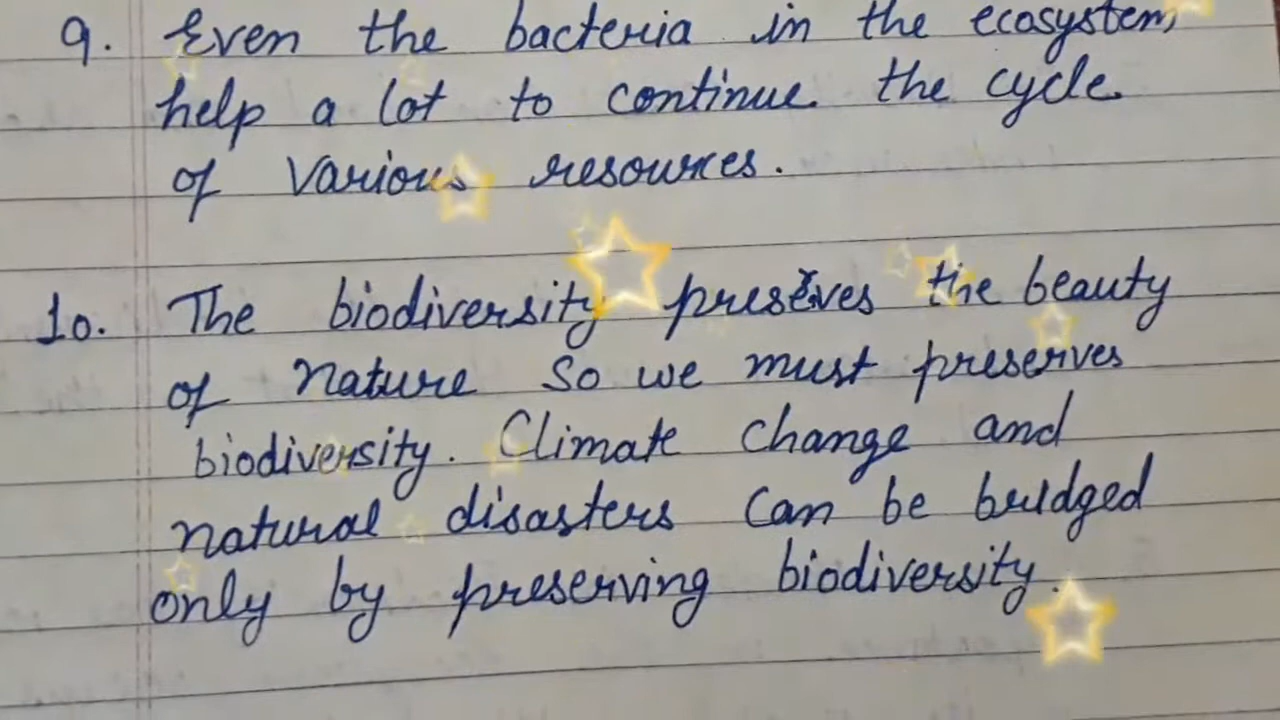 9. Even the bacteria in the ecosystem,
help a lot to continue the cycle
of various resources.
10. The biodiversity preserves the beauty
of nature so we must preserves
biodiversity. Climate change and
natural disasters can be bridged
only by preserving biodiversity.